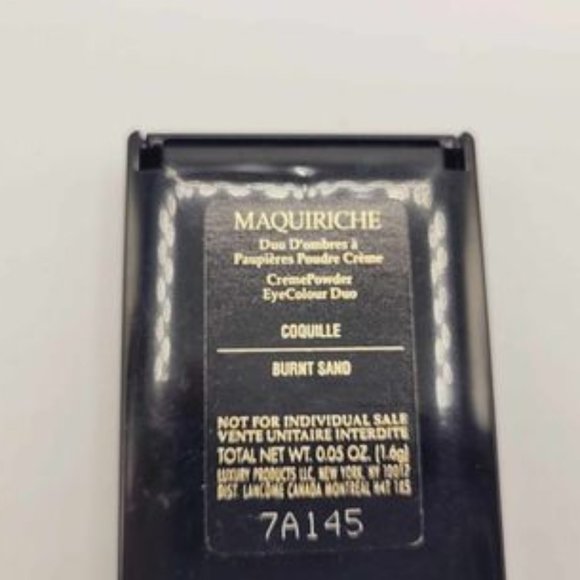 MAQUIRICHE
Duo D'ombres à
Paupières Poudre Crème
CremePowder
EyeColour Duo
COQUILLE
BURNT SAND
NOT FOR INDIVIDUAL SALE
VENTE UNITAIRE INTERDITE
TOTAL NET WT. 0.05 OZ. (1.6g)
LUXURY PRODUCTS LLC. NEW YORK, NY 10012
DIST. LANCOME CANADA MONTREAL H4T 1K5
7A145